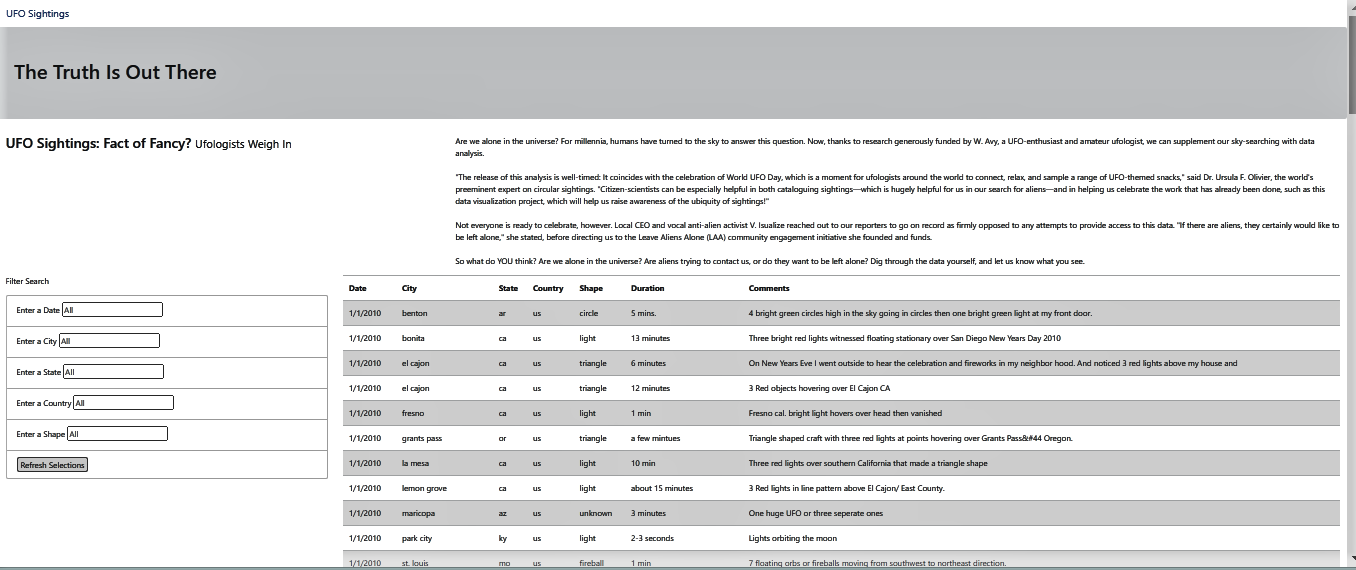 UFO Sightings
The Truth Is Out There
UFO Sightings: Fact of Fancy? Ufologists Weigh In
Are we alone in the universe? For millennia, humans have turned to the sky to answer this question. Now, thanks to research generously funded by W. Avy, a UFO-enthusiast and amateur ufologist, we can supplement our sky-searching with data
analysis.
"The release of this analysis is well-timed: It coincides with the celebration of World UFO Day, which is a moment for ufologists around the world to connect, relax, and sample a range of UFO-themed snacks," said Dr. Ursula F. Olivier, the world's
preeminent expert on circular sightings. "Citizen-scientists can be especially helpful in both cataloguing sightings—which is hugely helpful for us in our search for aliens—and in helping us celebrate the work that has already been done, such as this
data visualization project, which will help us raise awareness of the ubiquity of sightings!"
Not everyone is ready to celebrate, however. Local CEO and vocal anti-alien activist V. Isualize reached out to our reporters to go on record as firmly opposed to any attempts to provide access to this data. "If there are aliens, they certainly would like to
be left alone," she stated, before directing us to the Leave Aliens Alone (LAA) community engagement initiative she founded and funds.
So what do YOU think? Are we alone in the universe? Are aliens trying to contact us, or do they want to be left alone? Dig through the data yourself, and let us know what you see.
Filter Search
Enter a Date All
Enter a City All
Enter a State All
Enter a Country All
Enter a Shape All
Refresh Selections
Date City State Country Shape Duration Comments
1/1/2010 benton ar us circle 5 mins. 4 bright green circles high in the sky going in circles then one bright green light at my front door.
1/1/2010 bonita ca us light 13 minutes Three bright red lights witnessed floating stationary over San Diego New Years Day 2010
1/1/2010 el cajon ca us triangle 6 minutes On New Years Eve I went outside to hear the celebration and fireworks in my neighbor hood. And noticed 3 red lights above my house and
1/1/2010 el cajon ca us triangle 12 minutes 3 Red objects hovering over El Cajon CA
1/1/2010 fresno ca us light 1 min Fresno cal. bright light hovers over head then vanished
1/1/2010 grants pass or us triangle a few mintues Triangle shaped craft with three red lights at points hovering over Grants Pass&#44 Oregon.
1/1/2010 la mesa ca us light 10 min Three red lights over southern California that made a triangle shape
1/1/2010 lemon grove ca us light about 15 minutes 3 Red lights in line pattern above El Cajon/ East County.
1/1/2010 maricopa az us unknown 3 minutes One huge UFO or three seperate ones
1/1/2010 park city ky us light 2-3 seconds Lights orbiting the moon
1/1/2010 st. louis mo us fireball 1 min 7 floating orbs or fireballs moving from southwest to northeast direction.